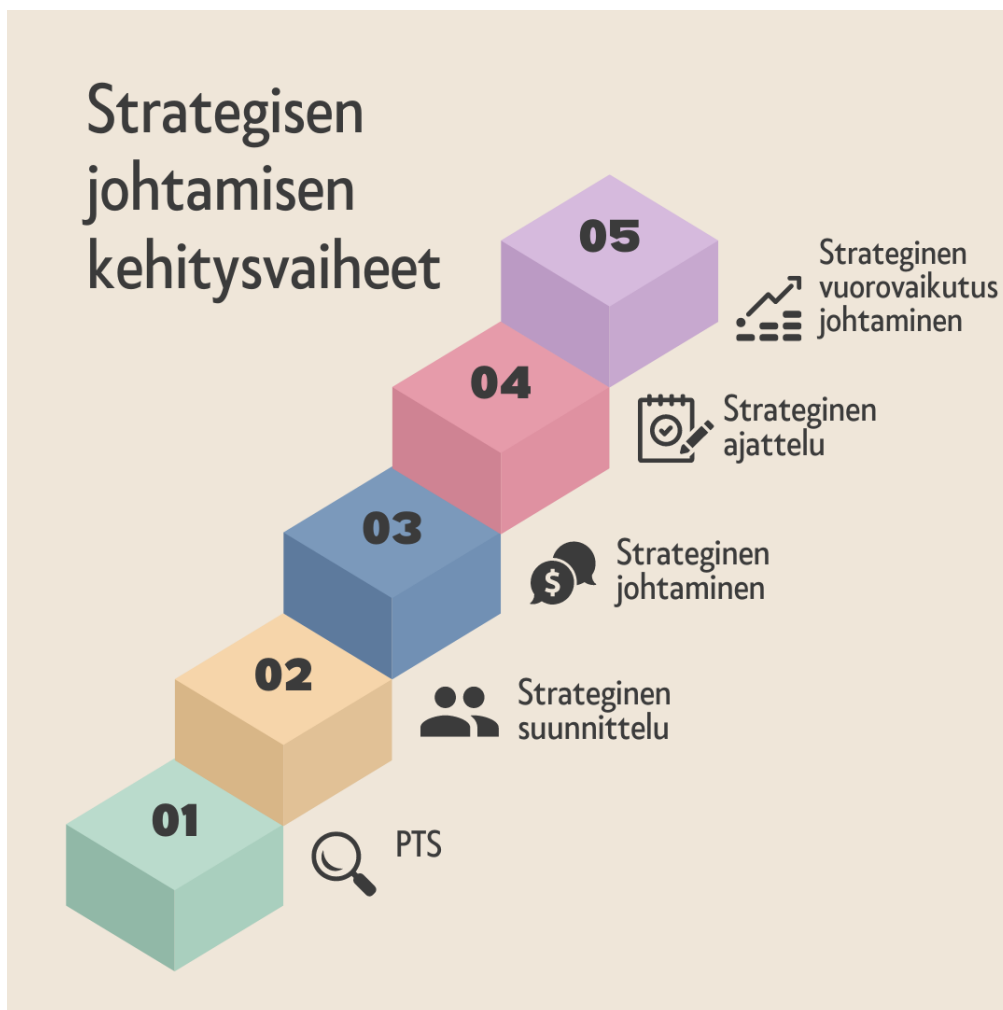 Strategisen
johtamisen
kehitysvaiheet
05
Strateginen
vuorovaikutus
johtaminen
04
Strateginen
ajattelu
03
Strateginen
johtaminen
$
02
Strateginen
suunnittelu
01
PTS